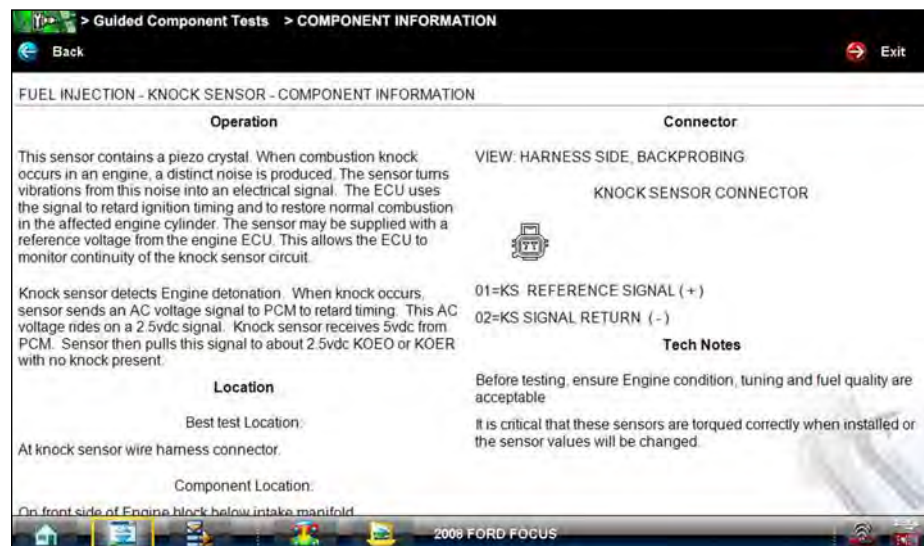 > Guided Component Tests > COMPONENT INFORMATION
Back
Exit
FUEL INJECTION - KNOCK SENSOR - COMPONENT INFORMATION
Operation
This sensor contains a piezo crystal. When combustion knock
occurs in an engine, a distinct noise is produced. The sensor turns
vibrations from this noise into an electrical signal. The ECU uses
the signal to retard ignition timing and to restore normal combustion
in the affected engine cylinder. The sensor may be supplied with a
reference voltage from the engine ECU. This allows the ECU to
monitor continuity of the knock sensor circuit.
Knock sensor detects Engine detonation. When knock occurs,
sensor sends an AC voltage signal to PCM to retard timing. This AC
voltage rides on a 2.5vdc signal. Knock sensor receives 5vdc from
PCM. Sensor then pulls this signal to about 2.5vdc KOEO or KOER
with no knock present.
Location
Best test Location:
At knock sensor wire harness connector.
Component Location:
On front side of Engine block below intake manifold
Connector
VIEW: HARNESS SIDE, BACKPROBING
KNOCK SENSOR CONNECTOR
01=KS REFERENCE SIGNAL (+)
02=KS SIGNAL RETURN (-)
Tech Notes
Before testing, ensure Engine condition, tuning and fuel quality are
acceptable
It is critical that these sensors are torqued correctly when installed or
the sensor values will be changed.
2008 FORD FOCUS